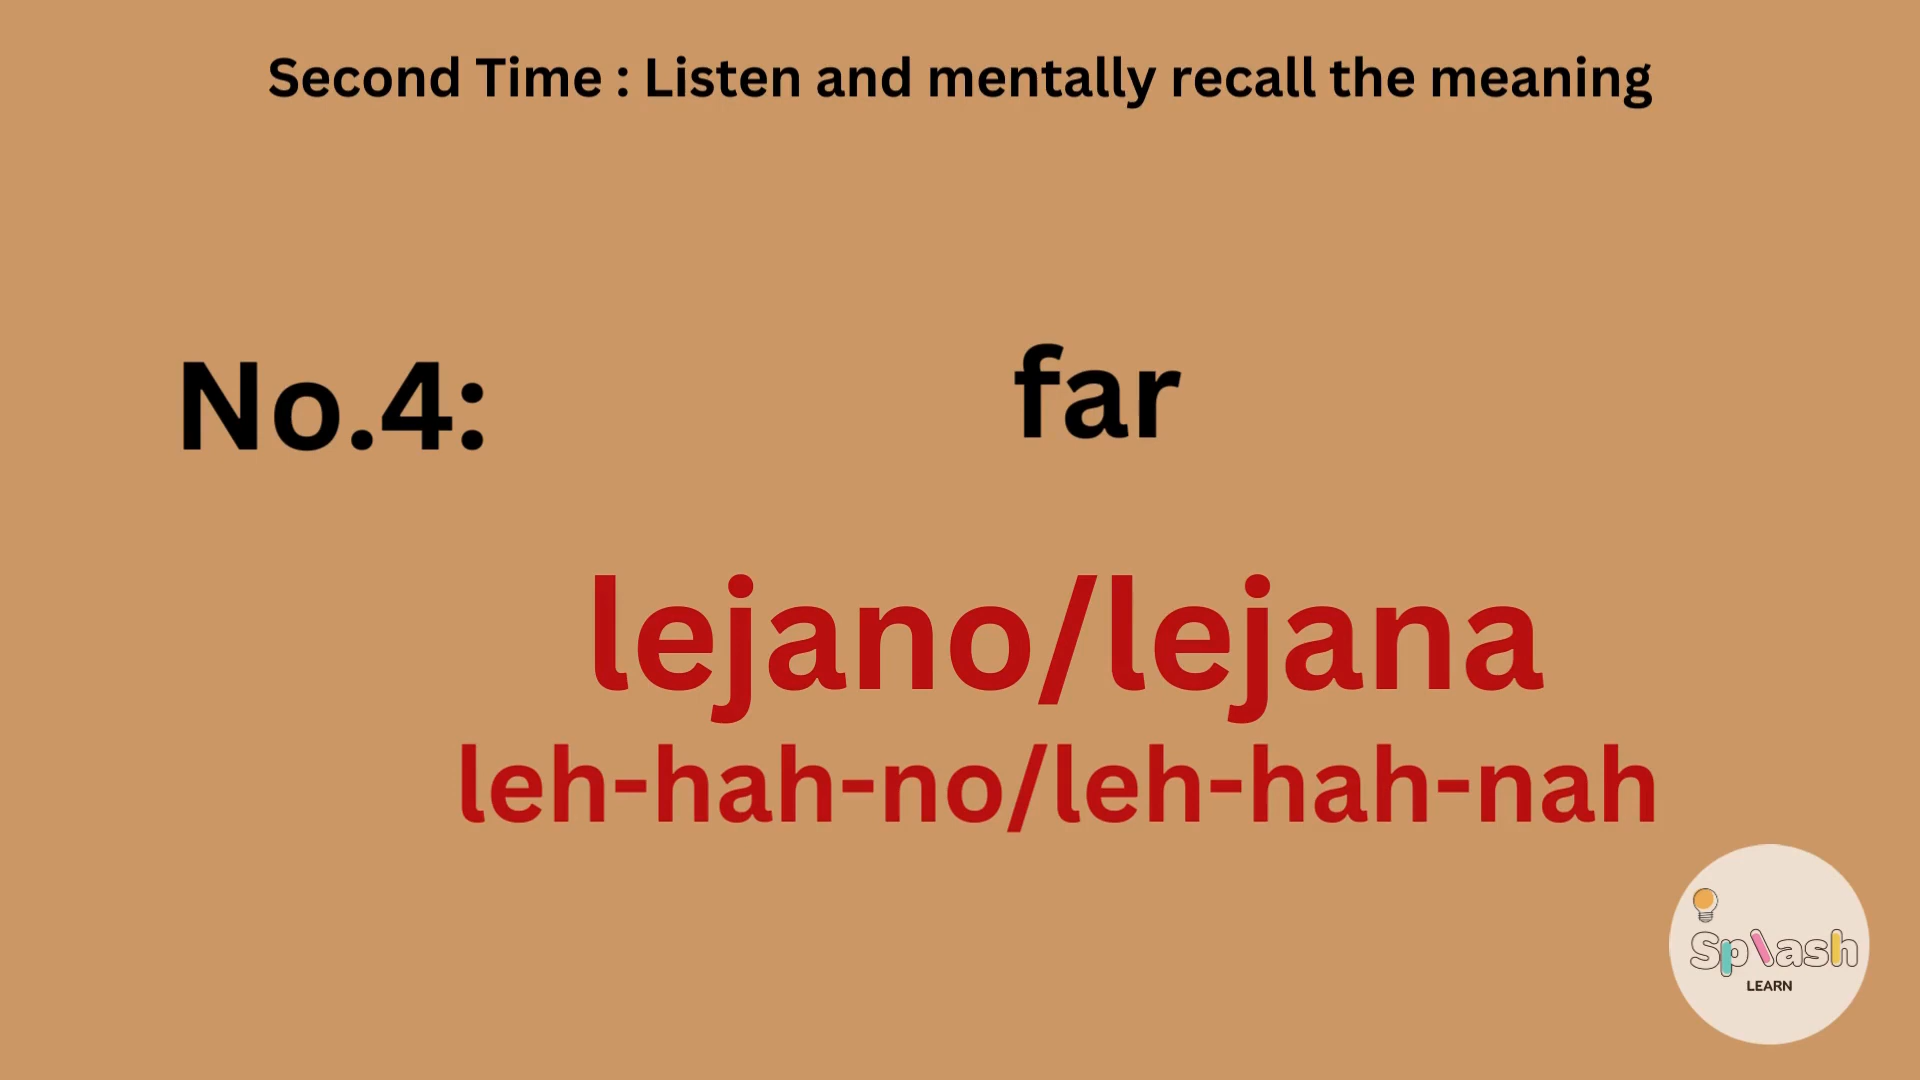 Second Time : Listen and mentally recall the meaning
No.4:
far
lejano/lejana
leh-hah-no/leh-hah-nah
Splash
LEARN